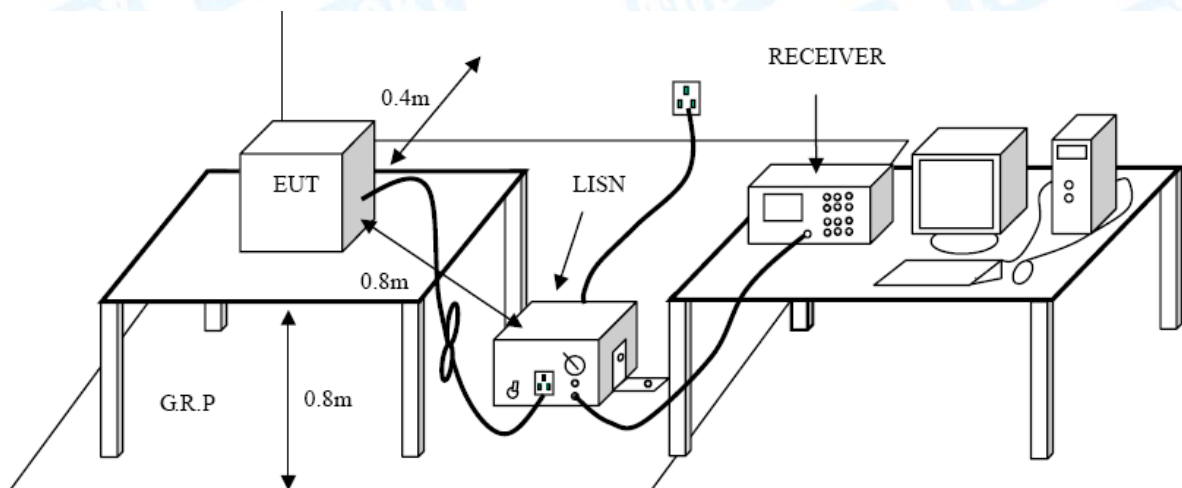 RECEIVER
0.4m
EUT
LISN
0.8m
G.R.P
0.8m